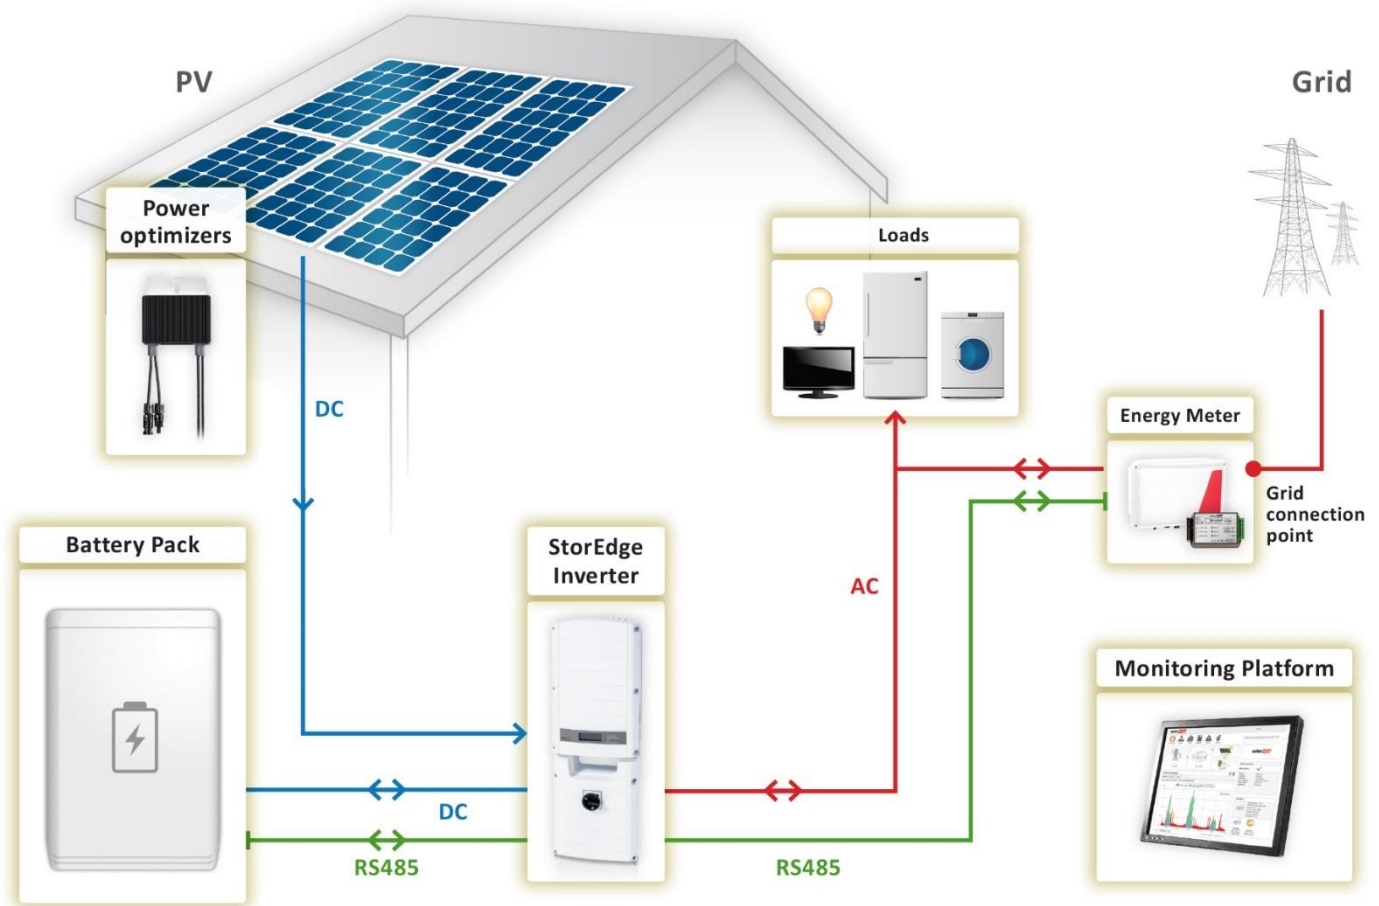 PV
Grid
Power
optimizers
Loads
DC
Energy Meter
Grid
connection
point
Battery Pack
StorEdge
Inverter
AC
Monitoring Platform
DC
RS485
RS485